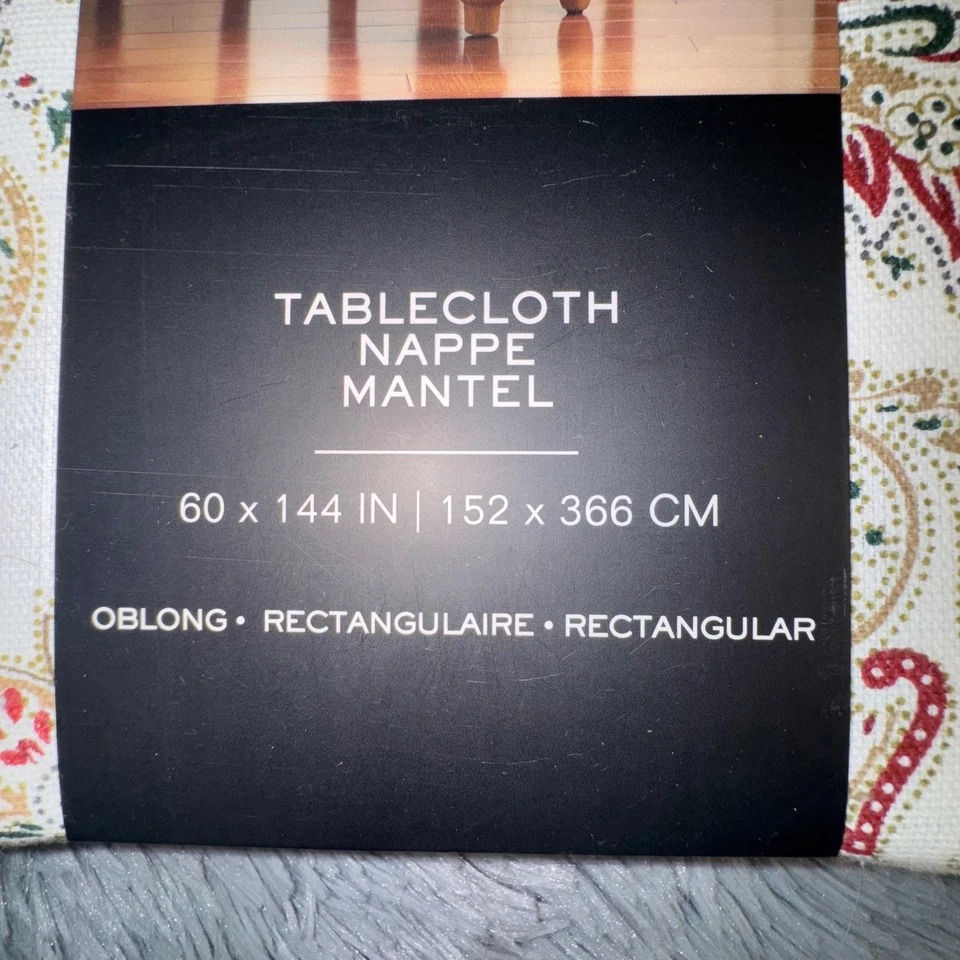 TABLECLOTH
NAPPE
MANTEL
60 x 144 IN | 152 x 366 CM
OBLONG • RECTANGULAIRE • RECTANGULAR